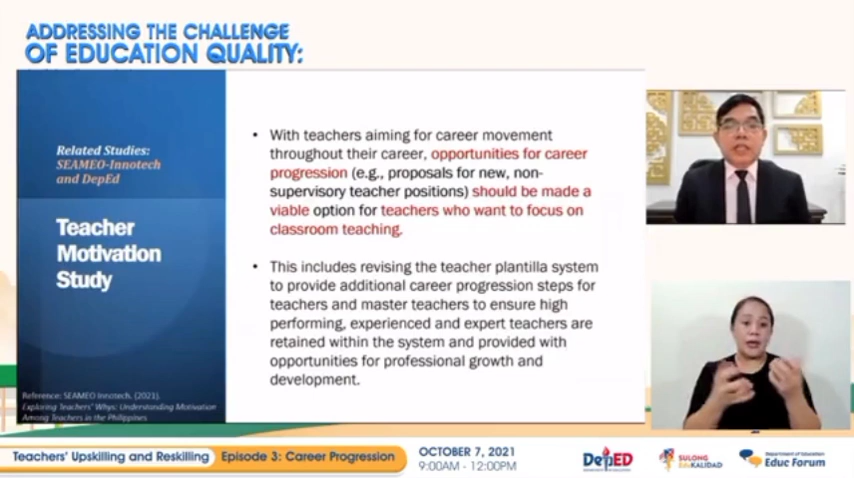 ADDRESSING THE CHALLENGE
OF EDUCATION QUALITY:
Related Studies:
SEAMEO-Innotech
and DepEd
Teacher
Motivation
Study
Reference: SEAMEO Innotech. (2021).
Exploring Teachers' Whys: Understanding Motivation
Among Teachers in the Philippines
• With teachers aiming for career movement
throughout their career, opportunities for career
progression (e.g., proposals for new, non-
supervisory teacher positions) should be made a
viable option for teachers who want to focus on
classroom teaching.
• This includes revising the teacher plantilla system
to provide additional career progression steps for
teachers and master teachers to ensure high
performing, experienced and expert teachers are
retained within the system and provided with
opportunities for professional growth and
development.
Teachers' Upskilling and Reskilling
Episode 3: Career Progression
OCTOBER 7, 2021
9:00AM - 12:00PM
DepED
SULONG
EduKALIDAD
Department of Education
Educ Forum